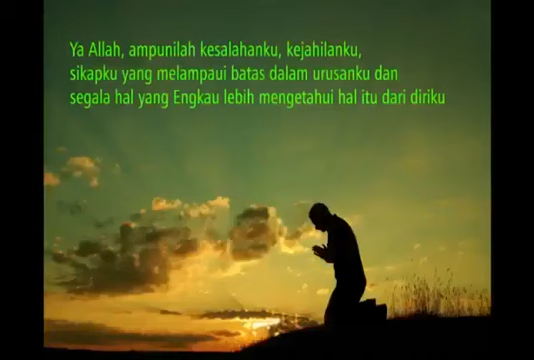 Ya Allah, ampunilah kesalahanku, kejahilanku,
sikapku yang melampaui batas dalam urusanku dan
segala hal yang Engkau lebih mengetahui hal itu dari diriku